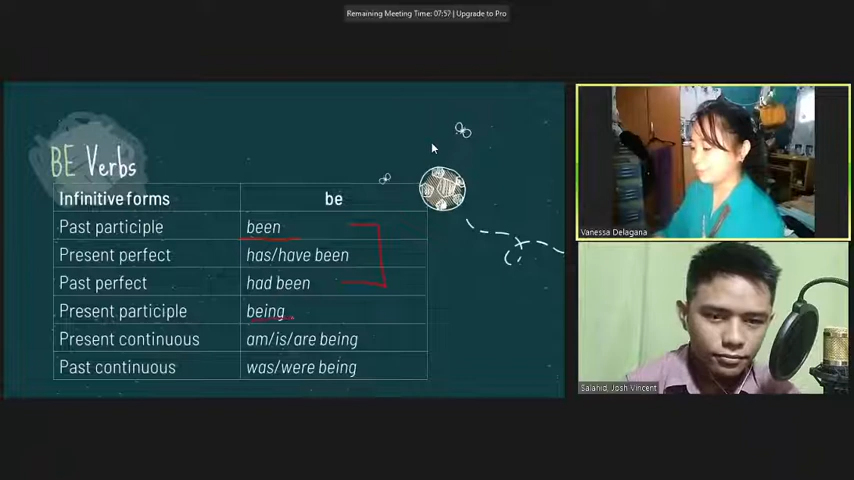 Remaining Meeting Time: 07:57 | Upgrade to Pro
BE Verbs
Infinitive forms be
Past participle been
Present perfect has/have been
Past perfect had been
Present participle being
Present continuous am/is/are being
Past continuous was/were being
Vanessa Delagana
Salahid, Josh Vincent